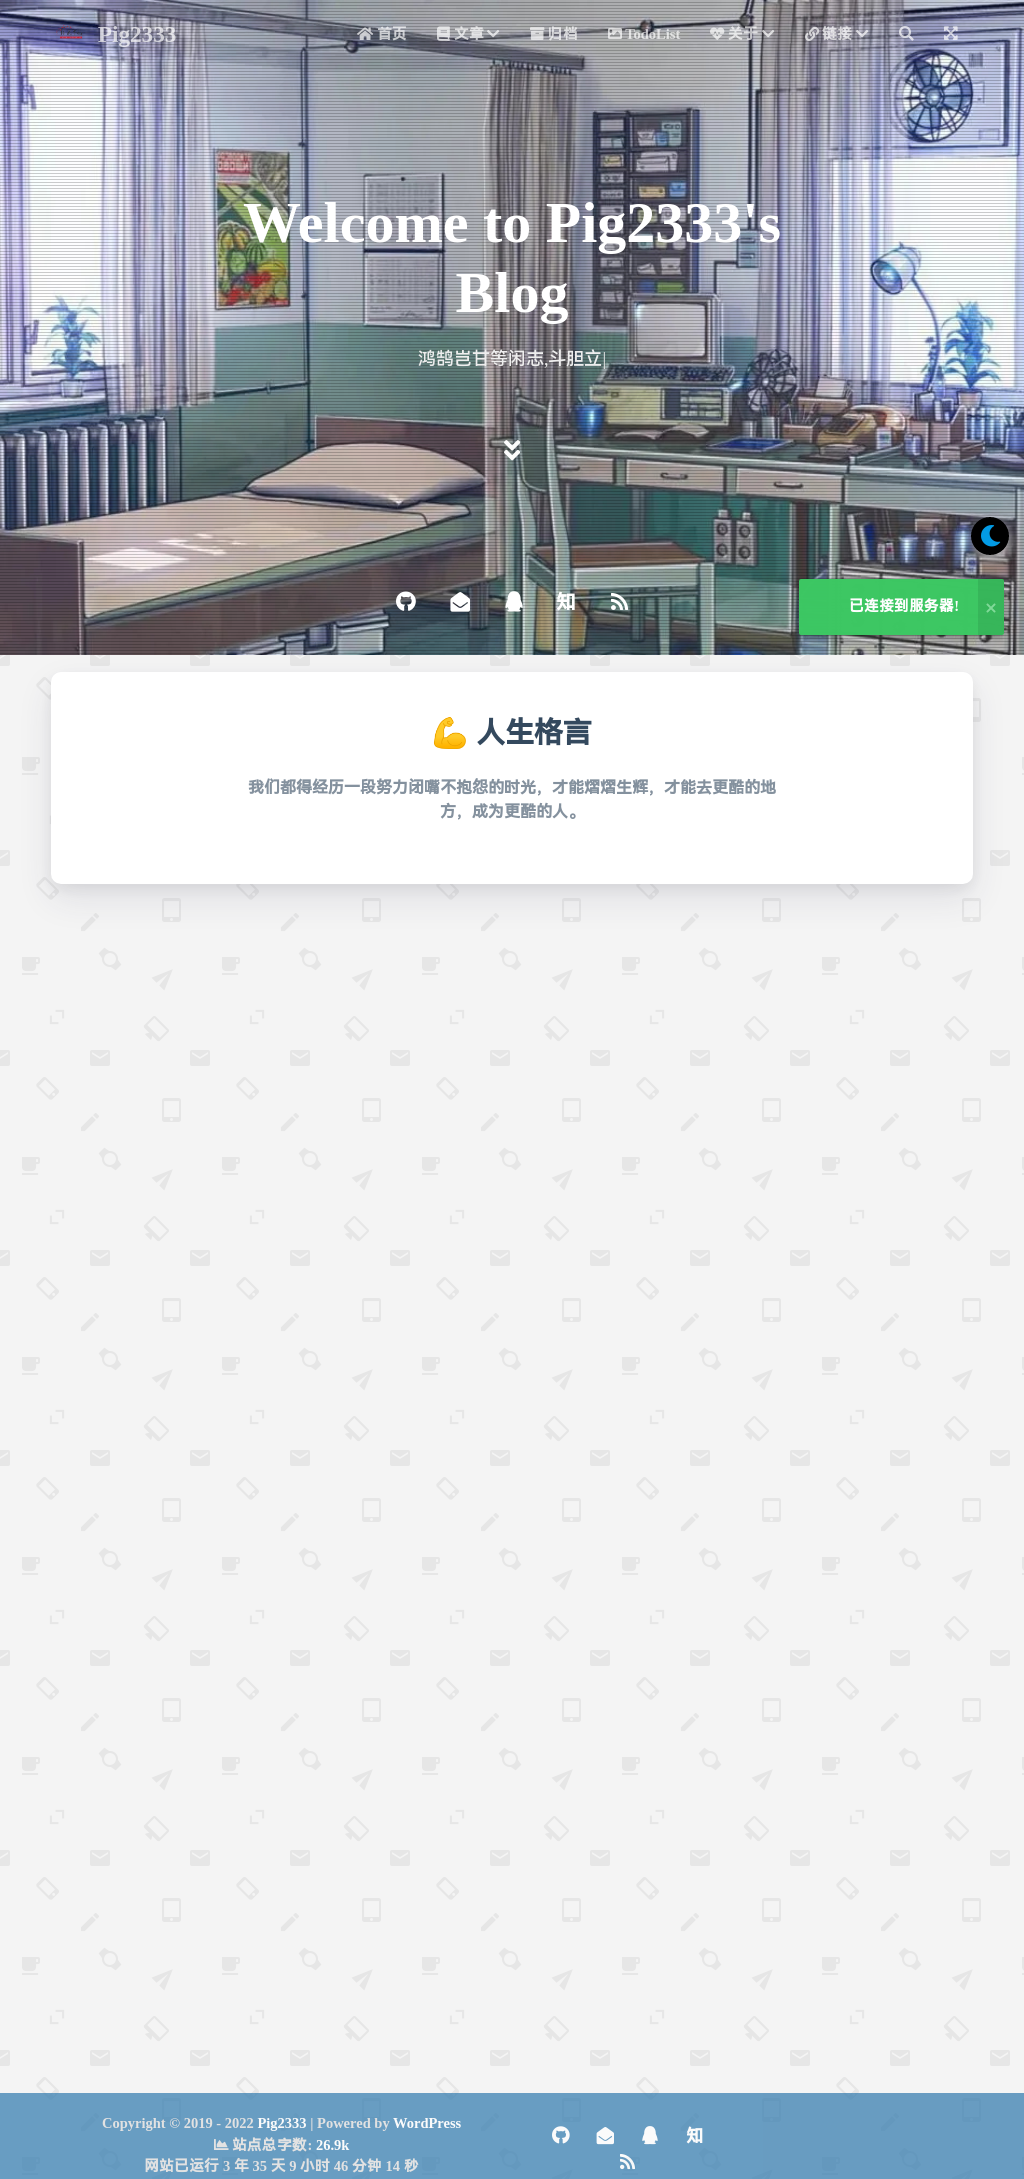 Pig2333
首页 文章 归档 TodoList 关于 链接
Welcome to Pig2333's
Blog
鸿鹄岂甘等闲志,斗胆立|
知
已连接到服务器!
×
💪 人生格言
我们都得经历一段努力闭嘴不抱怨的时光，才能熠熠生辉，才能去更酷的地
方，成为更酷的人。
Copyright © 2019 - 2022 Pig2333 | Powered by WordPress
站点总字数: 26.9k
网站已运行 3 年 35 天 9 小时 46 分钟 14 秒
知